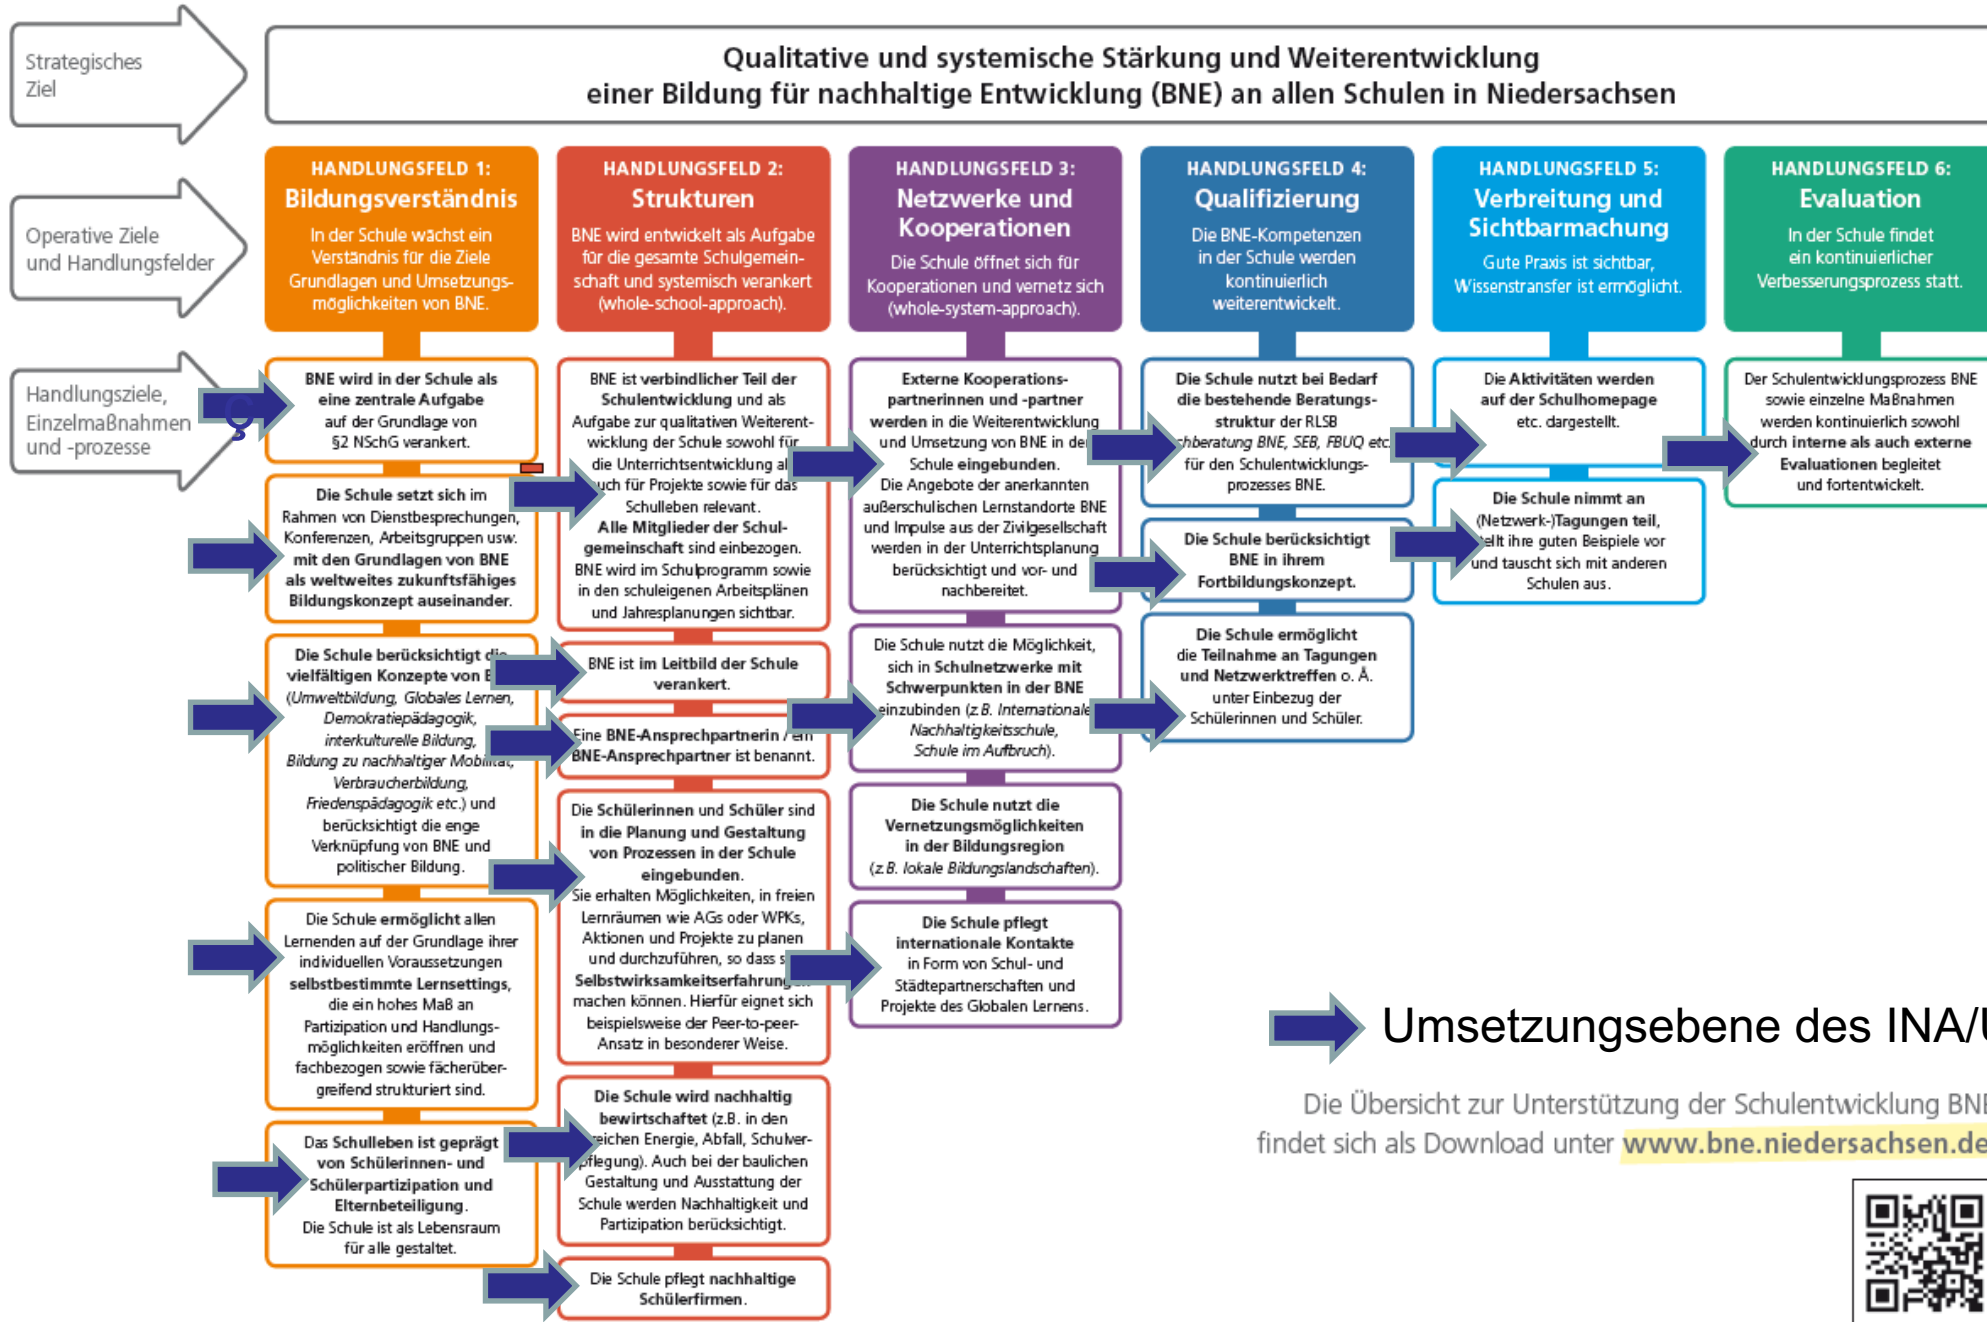 Strategisches
Ziel
Qualitative und systemische Stärkung und Weiterentwicklung
einer Bildung für nachhaltige Entwicklung (BNE) an allen Schulen in Niedersachsen
Operative Ziele
und Handlungsfelder
HANDLUNGSFELD 1:
Bildungsverständnis
In der Schule wächst ein
Verständnis für die Ziele
Grundlagen und Umsetzungs-
möglichkeiten von BNE.
HANDLUNGSFELD 2:
Strukturen
BNE wird entwickelt als Aufgabe
für die gesamte Schulgemein-
schaft und systemisch verankert
(whole-school-approach).
HANDLUNGSFELD 3:
Netzwerke und
Kooperationen
Die Schule öffnet sich für
Kooperationen und vernetz sich
(whole-system-approach).
HANDLUNGSFELD 4:
Qualifizierung
Die BNE-Kompetenzen
in der Schule werden
kontinuierlich
weiterentwickelt.
HANDLUNGSFELD 5:
Verbreitung und
Sichtbarmachung
Gute Praxis ist sichtbar,
Wissenstransfer ist ermöglicht.
HANDLUNGSFELD 6:
Evaluation
In der Schule findet
ein kontinuierlicher
Verbesserungsprozess statt.
Handlungsziele,
Einzelmaßnahmen
und -prozesse
Ç
BNE wird in der Schule als
eine zentrale Aufgabe
auf der Grundlage von
§2 NSchG verankert.
Die Schule setzt sich im
Rahmen von Dienstbesprechungen,
Konferenzen, Arbeitsgruppen usw.
mit den Grundlagen von BNE
als weltweites zukunftsfähiges
Bildungskonzept auseinander.
Die Schule berücksichtigt die
vielfältigen Konzepte von
(Umweltbildung, Globales Lernen,
Demokratiepädagogik,
interkulturelle Bildung,
Bildung zu nachhaltiger Mobilität,
Verbraucherbildung,
Friedenspädagogik etc.) und
berücksichtigt die enge
Verknüpfung von BNE und
politischer Bildung.
Die Schule ermöglicht allen
Lernenden auf der Grundlage ihrer
individuellen Voraussetzungen
selbstbestimmte Lernsettings,
die ein hohes Maß an
Partizipation und Handlungs-
möglichkeiten eröffnen und
fachbezogen sowie fächerüber-
greifend strukturiert sind.
Das Schulleben ist geprägt
von Schülerinnen- und
Schülerpartizipation und
Elternbeteiligung.
Die Schule ist als Lebensraum
für alle gestaltet.
BNE ist verbindlicher Teil der
Schulentwicklung und als
Aufgabe zur qualitativen Weiterent-
wicklung der Schule sowohl für
die Unterrichtsentwicklung al
uch für Projekte sowie für das
Schulleben relevant.
Alle Mitglieder der Schul-
gemeinschaft sind einbezogen.
BNE wird im Schulprogramm sowie
in den schuleigenen Arbeitsplänen
und Jahresplanungen sichtbar.
BNE ist im Leitbild der Schule
verankert.
Eine BNE-Ansprechpartnerin / ein
BNE-Ansprechpartner ist benannt.
Die Schülerinnen und Schüler sind
in die Planung und Gestaltung
von Prozessen in der Schule
eingebunden.
Sie erhalten Möglichkeiten, in freien
Lernräumen wie AGs oder WPKs,
Aktionen und Projekte zu planen
und durchzuführen, so dass s
Selbstwirksamkeitserfahrungen
machen können. Hierfür eignet sich
beispielsweise der Peer-to-peer-
Ansatz in besonderer Weise.
Die Schule wird nachhaltig
bewirtschaftet (z.B. in den
reichen Energie, Abfall, Schulver-
pflegung). Auch bei der baulichen
Gestaltung und Ausstattung der
Schule werden Nachhaltigkeit und
Partizipation berücksichtigt.
Die Schule pflegt nachhaltige
Schülerfirmen.
Externe Kooperations-
partnerinnen und -partner
werden in die Weiterentwicklung
und Umsetzung von BNE in der
Schule eingebunden.
Die Angebote der anerkannten
außerschulischen Lernstandorte BNE
und Impulse aus der Zivilgesellschaft
werden in der Unterrichtsplanung
berücksichtigt und vor- und
nachbereitet.
Die Schule nutzt die Möglichkeit,
sich in Schulnetzwerke mit
Schwerpunkten in der BNE
einzubinden (z.B. Internationale
Nachhaltigkeitsschule,
Schule im Aufbruch).
Die Schule nutzt die
Vernetzungsmöglichkeiten
in der Bildungsregion
(z.B. lokale Bildungslandschaften).
Die Schule pflegt
internationale Kontakte
in Form von Schul- und
Städtepartnerschaften und
Projekte des Globalen Lernens.
Die Schule nutzt bei Bedarf
die bestehende Beratungs-
struktur der RLSB
chberatung BNE, SEB, FBUQ etc.
für den Schulentwicklungs-
prozesses BNE.
Die Schule berücksichtigt
BNE in ihrem
Fortbildungskonzept.
Die Schule ermöglicht
die Teilnahme an Tagungen
und Netzwerktreffen o. Ä.
unter Einbezug der
Schülerinnen und Schüler.
Die Aktivitäten werden
auf der Schulhomepage
etc. dargestellt.
Die Schule nimmt an
(Netzwerk-)Tagungen teil,
tellt ihre guten Beispiele vor
und tauscht sich mit anderen
Schulen aus.
Der Schulentwicklungsprozess BNE
sowie einzelne Maßnahmen
werden kontinuierlich sowohl
durch interne als auch externe
Evaluationen begleitet
und fortentwickelt.
Umsetzungsebene des INA/U
Die Übersicht zur Unterstützung der Schulentwicklung BNE
findet sich als Download unter www.bne.niedersachsen.de